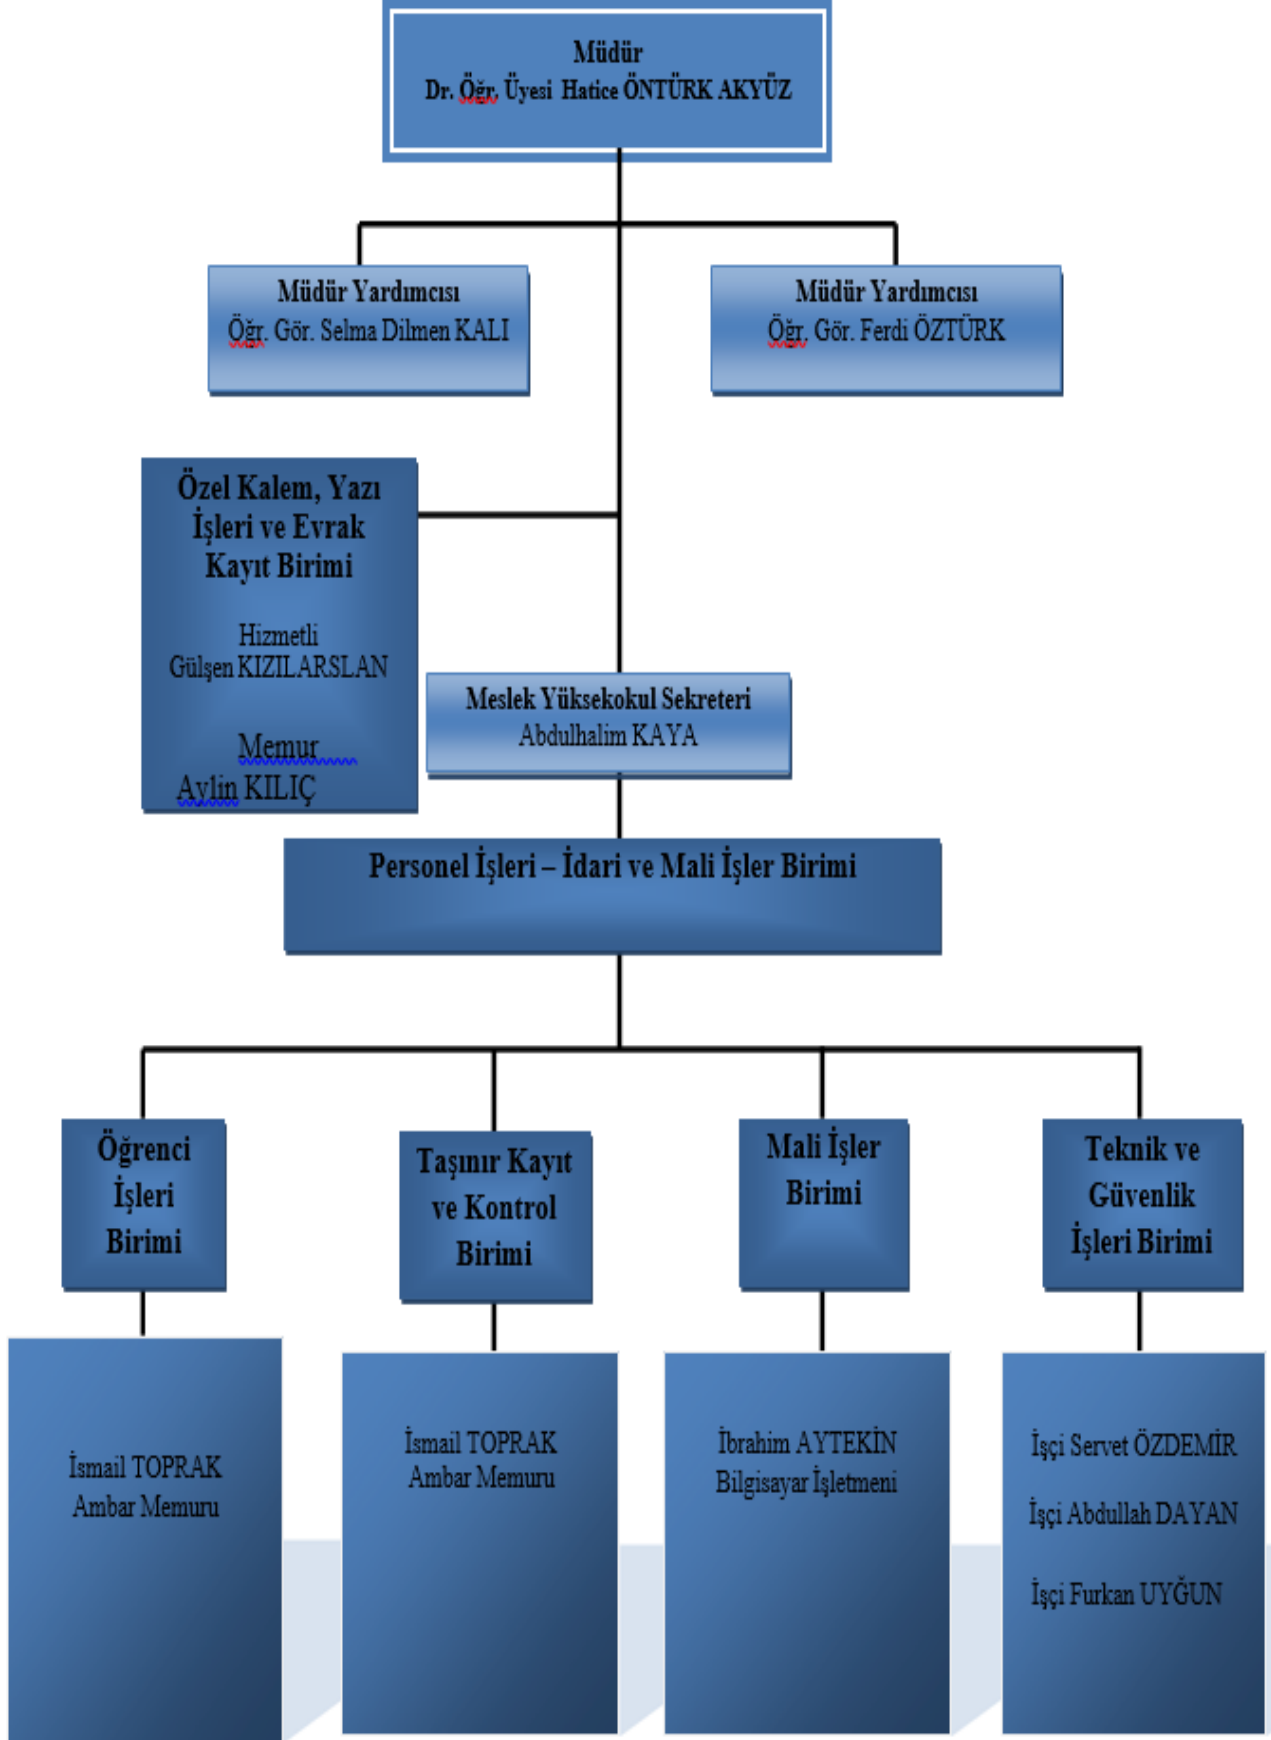 Müdür
Dr. Öğr. Üyesi Hatice ÖNTÜRK AKYÜZ
Müdür Yardımcısı
Öğr. Gör. Selma Dilmen KALI
Müdür Yardımcısı
Öğr. Gör. Ferdi ÖZTÜRK
Özel Kalem, Yazı
İşleri ve Evrak
Kayıt Birimi
Hizmetli
Gülşen KIZILARSLAN
Memur
Aylin KILIÇ
Meslek Yüksekokul Sekreteri
Abdulhalim KAYA
Personel İşleri – İdari ve Mali İşler Birimi
Öğrenci
İşleri
Birimi
Taşınır Kayıt
ve Kontrol
Birimi
Mali İşler
Birimi
Teknik ve
Güvenlik
İşleri Birimi
İsmail TOPRAK
Ambar Memuru
İsmail TOPRAK
Ambar Memuru
İbrahim AYTEKİN
Bilgisayar İşletmeni
İşçi Servet ÖZDEMİR
İşçi Abdullah DAYAN
İşçi Furkan UYĞUN